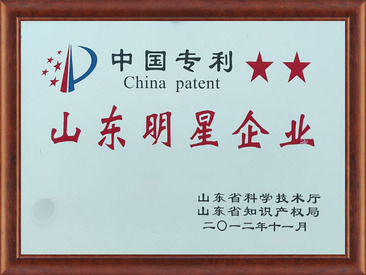 中国专利★★
China patent
山东明星企业
山东省科学技术厅
山东省知识产权局
二〇一二年十一月